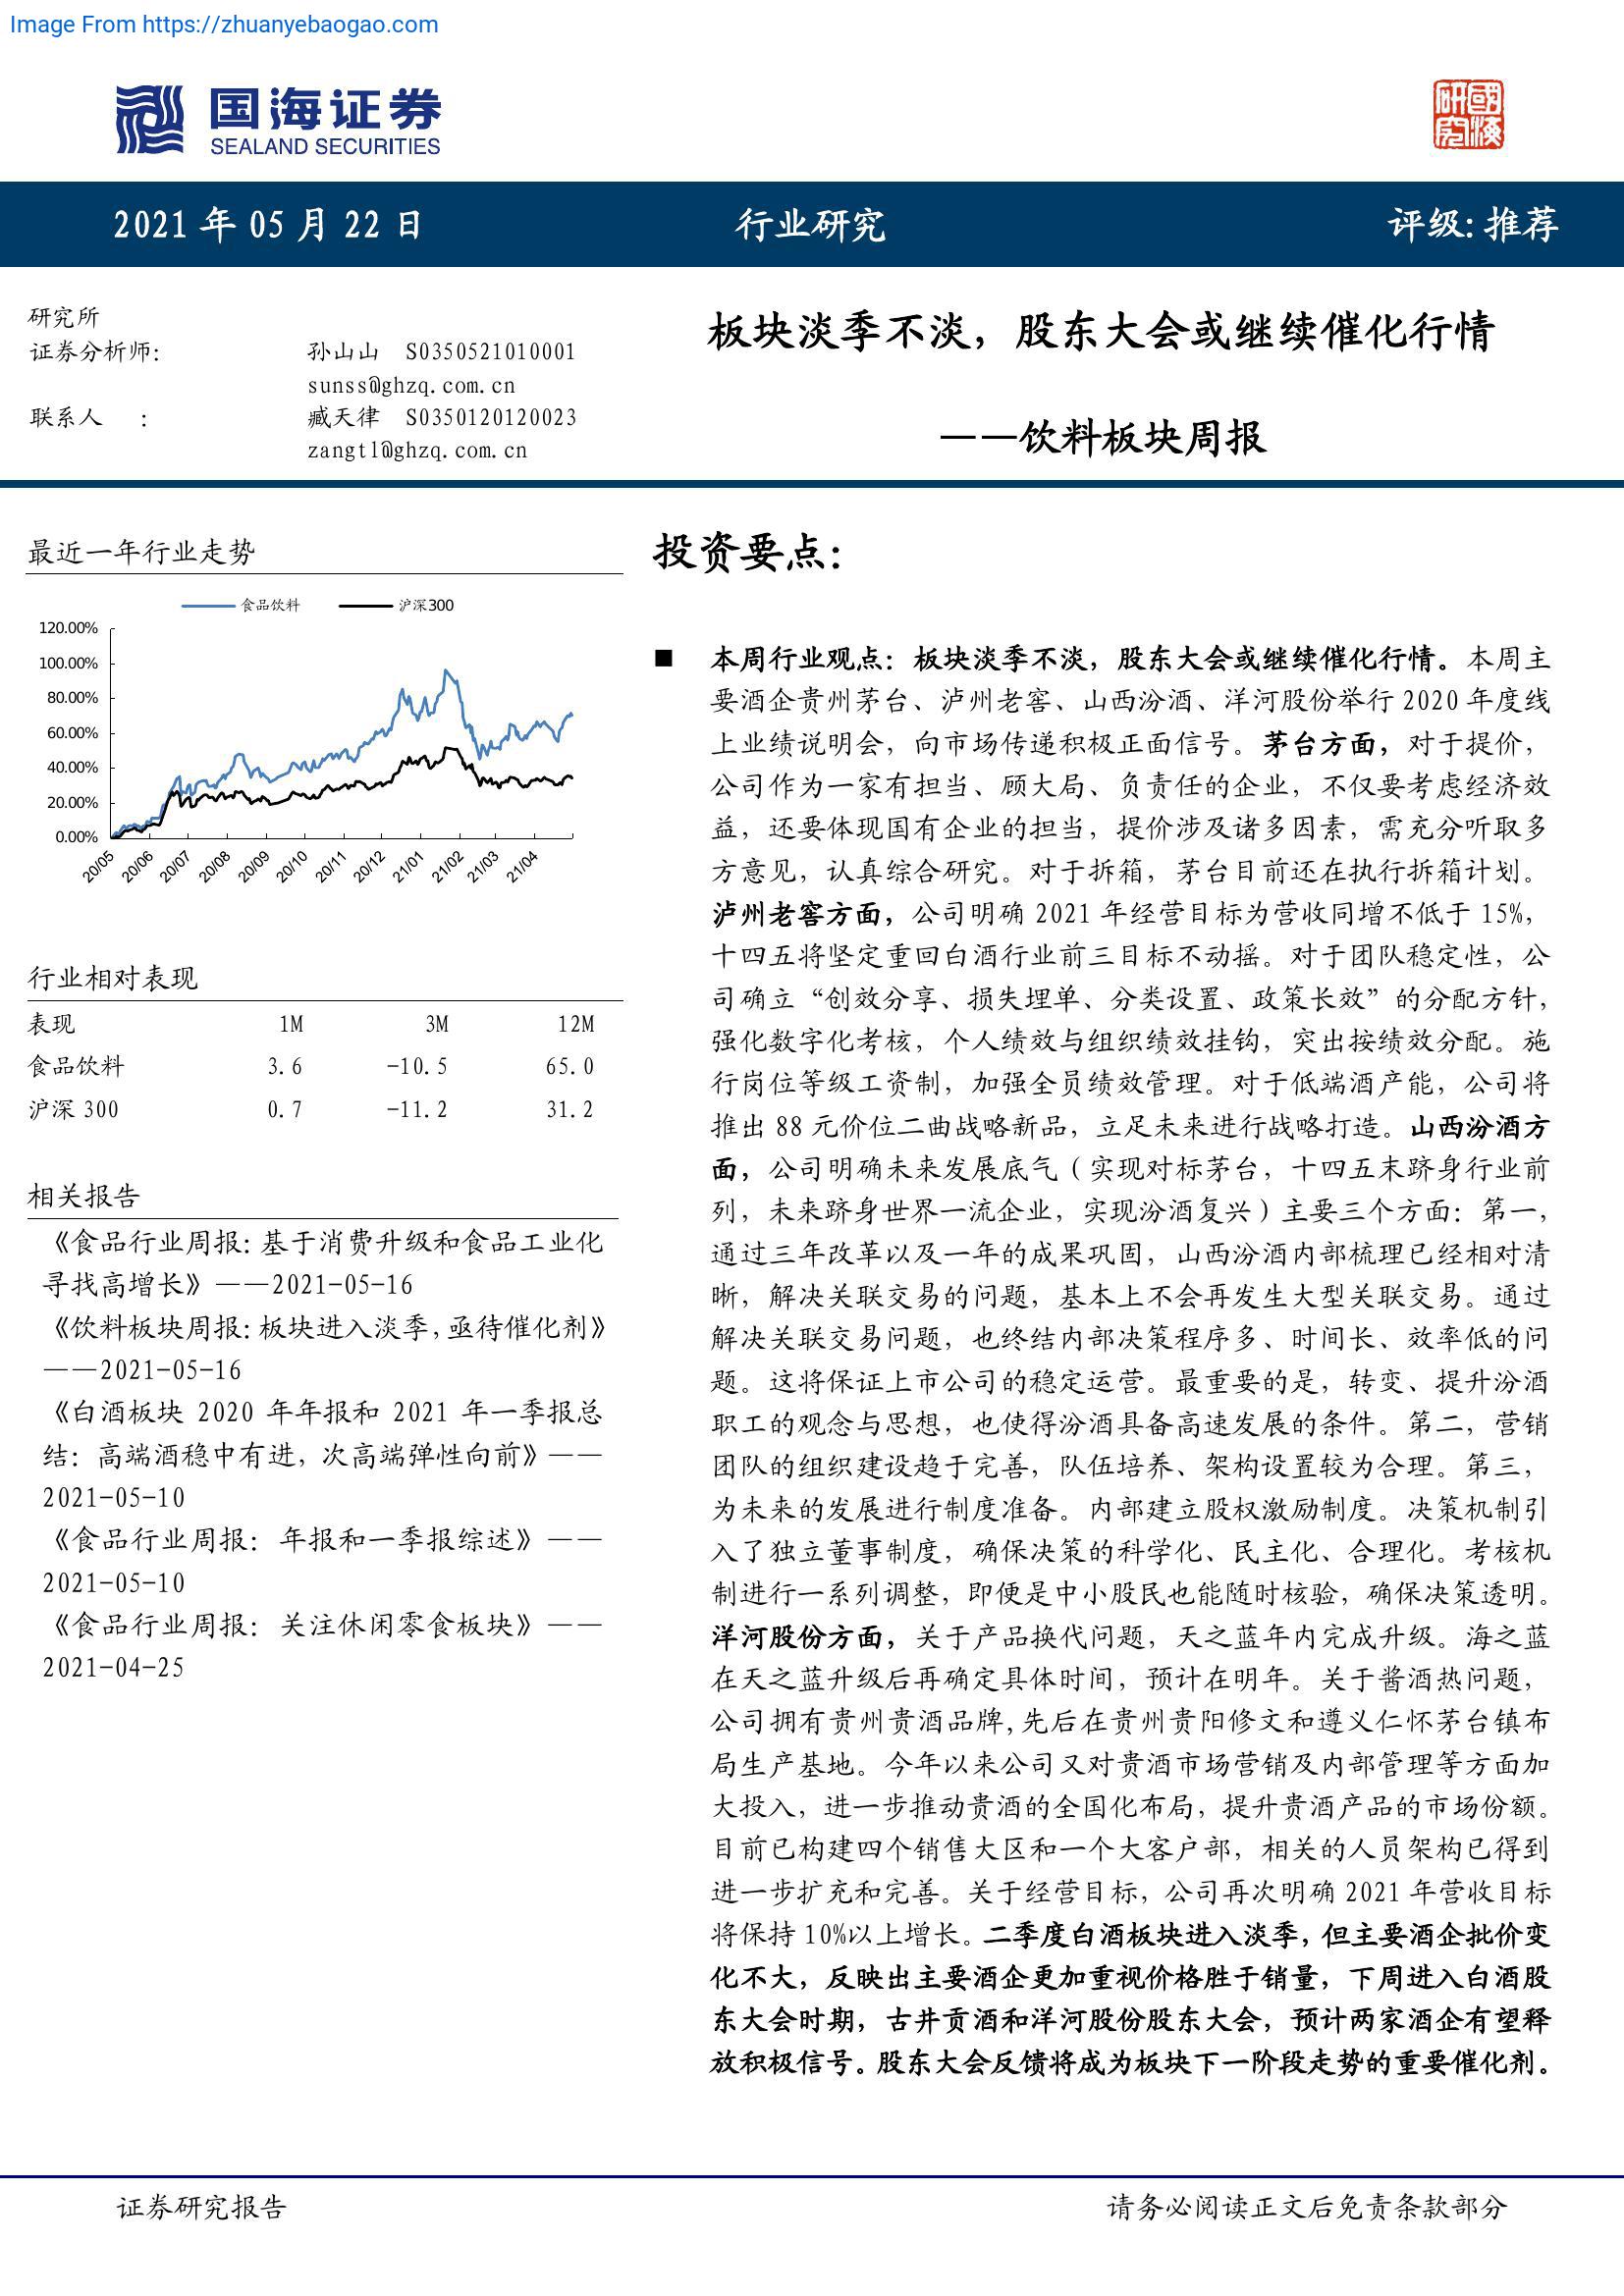 Image From https://zhuanyebaogao.com
国海证券
SEALAND SECURITIES
國海研究
2021 年 05 月 22 日
行业研究
评级：推荐
研究所
证券分析师： 孙山山 S0350521010001
sunss@ghzq.com.cn
联系人 ： 臧天律 S0350120120023
zangtl@ghzq.com.cn
板块淡季不淡，股东大会或继续催化行情
——饮料板块周报
最近一年行业走势
食品饮料 沪深300
120.00%
100.00%
80.00%
60.00%
40.00%
20.00%
0.00%
20/05 20/06 20/07 20/08 20/09 20/10 20/11 20/12 21/01 21/02 21/03 21/04
行业相对表现
表现 1M 3M 12M
食品饮料 3.6 -10.5 65.0
沪深 300 0.7 -11.2 31.2
相关报告
《食品行业周报：基于消费升级和食品工业化
寻找高增长》——2021-05-16
《饮料板块周报：板块进入淡季，亟待催化剂》
——2021-05-16
《白酒板块 2020 年年报和 2021 年一季报总
结：高端酒稳中有进，次高端弹性向前》——
2021-05-10
《食品行业周报：年报和一季报综述》——
2021-05-10
《食品行业周报：关注休闲零食板块》——
2021-04-25
投资要点：
■ 本周行业观点：板块淡季不淡，股东大会或继续催化行情。本周主
要酒企贵州茅台、泸州老窖、山西汾酒、洋河股份举行 2020 年度线
上业绩说明会，向市场传递积极正面信号。茅台方面，对于提价，
公司作为一家有担当、顾大局、负责任的企业，不仅要考虑经济效
益，还要体现国有企业的担当，提价涉及诸多因素，需充分听取多
方意见，认真综合研究。对于拆箱，茅台目前还在执行拆箱计划。
泸州老窖方面，公司明确 2021 年经营目标为营收同增不低于 15%，
十四五将坚定重回白酒行业前三目标不动摇。对于团队稳定性，公
司确立“创效分享、损失埋单、分类设置、政策长效”的分配方针，
强化数字化考核，个人绩效与组织绩效挂钩，突出按绩效分配。施
行岗位等级工资制，加强全员绩效管理。对于低端酒产能，公司将
推出 88 元价位二曲战略新品，立足未来进行战略打造。山西汾酒方
面，公司明确未来发展底气（实现对标茅台，十四五末跻身行业前
列，未来跻身世界一流企业，实现汾酒复兴）主要三个方面：第一，
通过三年改革以及一年的成果巩固，山西汾酒内部梳理已经相对清
晰，解决关联交易的问题，基本上不会再发生大型关联交易。通过
解决关联交易问题，也终结内部决策程序多、时间长、效率低的问
题。这将保证上市公司的稳定运营。最重要的是，转变、提升汾酒
职工的观念与思想，也使得汾酒具备高速发展的条件。第二，营销
团队的组织建设趋于完善，队伍培养、架构设置较为合理。第三，
为未来的发展进行制度准备。内部建立股权激励制度。决策机制引
入了独立董事制度，确保决策的科学化、民主化、合理化。考核机
制进行一系列调整，即便是中小股民也能随时核验，确保决策透明。
洋河股份方面，关于产品换代问题，天之蓝年内完成升级。海之蓝
在天之蓝升级后再确定具体时间，预计在明年。关于酱酒热问题，
公司拥有贵州贵酒品牌，先后在贵州贵阳修文和遵义仁怀茅台镇布
局生产基地。今年以来公司又对贵酒市场营销及内部管理等方面加
大投入，进一步推动贵酒的全国化布局，提升贵酒产品的市场份额。
目前已构建四个销售大区和一个大客户部，相关的人员架构已得到
进一步扩充和完善。关于经营目标，公司再次明确 2021 年营收目标
将保持 10%以上增长。二季度白酒板块进入淡季，但主要酒企批价变
化不大，反映出主要酒企更加重视价格胜于销量，下周进入白酒股
东大会时期，古井贡酒和洋河股份股东大会，预计两家酒企有望释
放积极信号。股东大会反馈将成为板块下一阶段走势的重要催化剂。
证券研究报告
请务必阅读正文后免责条款部分